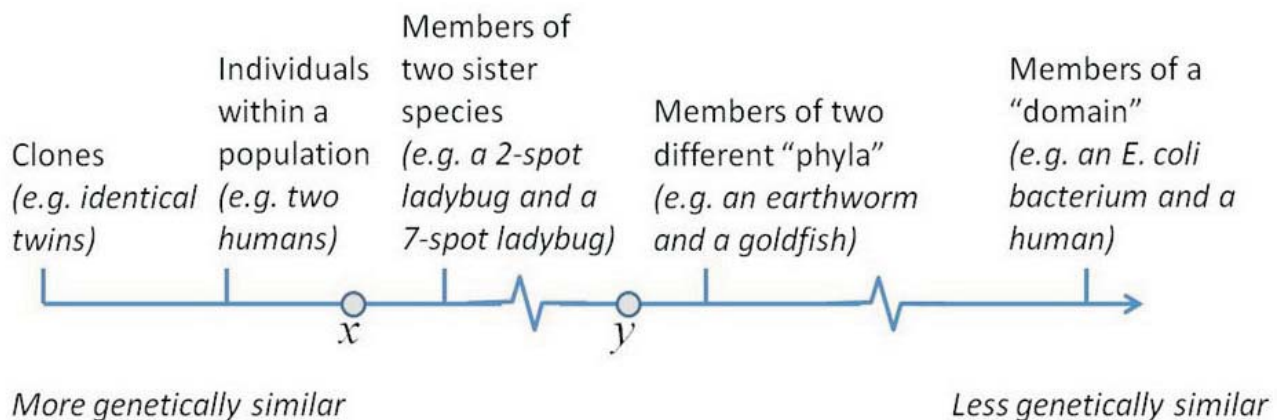 Clones
(e.g. identical
twins)
Individuals
within a
population
(e.g. two
humans)
Members of
two sister
species
(e.g. a 2-spot
ladybug and a
7-spot ladybug)
Members of two
different “phyla”
(e.g. an earthworm
and a goldfish)
Members of a
“domain”
(e.g. an E. coli
bacterium and a
human)
x
y
More genetically similar
Less genetically similar